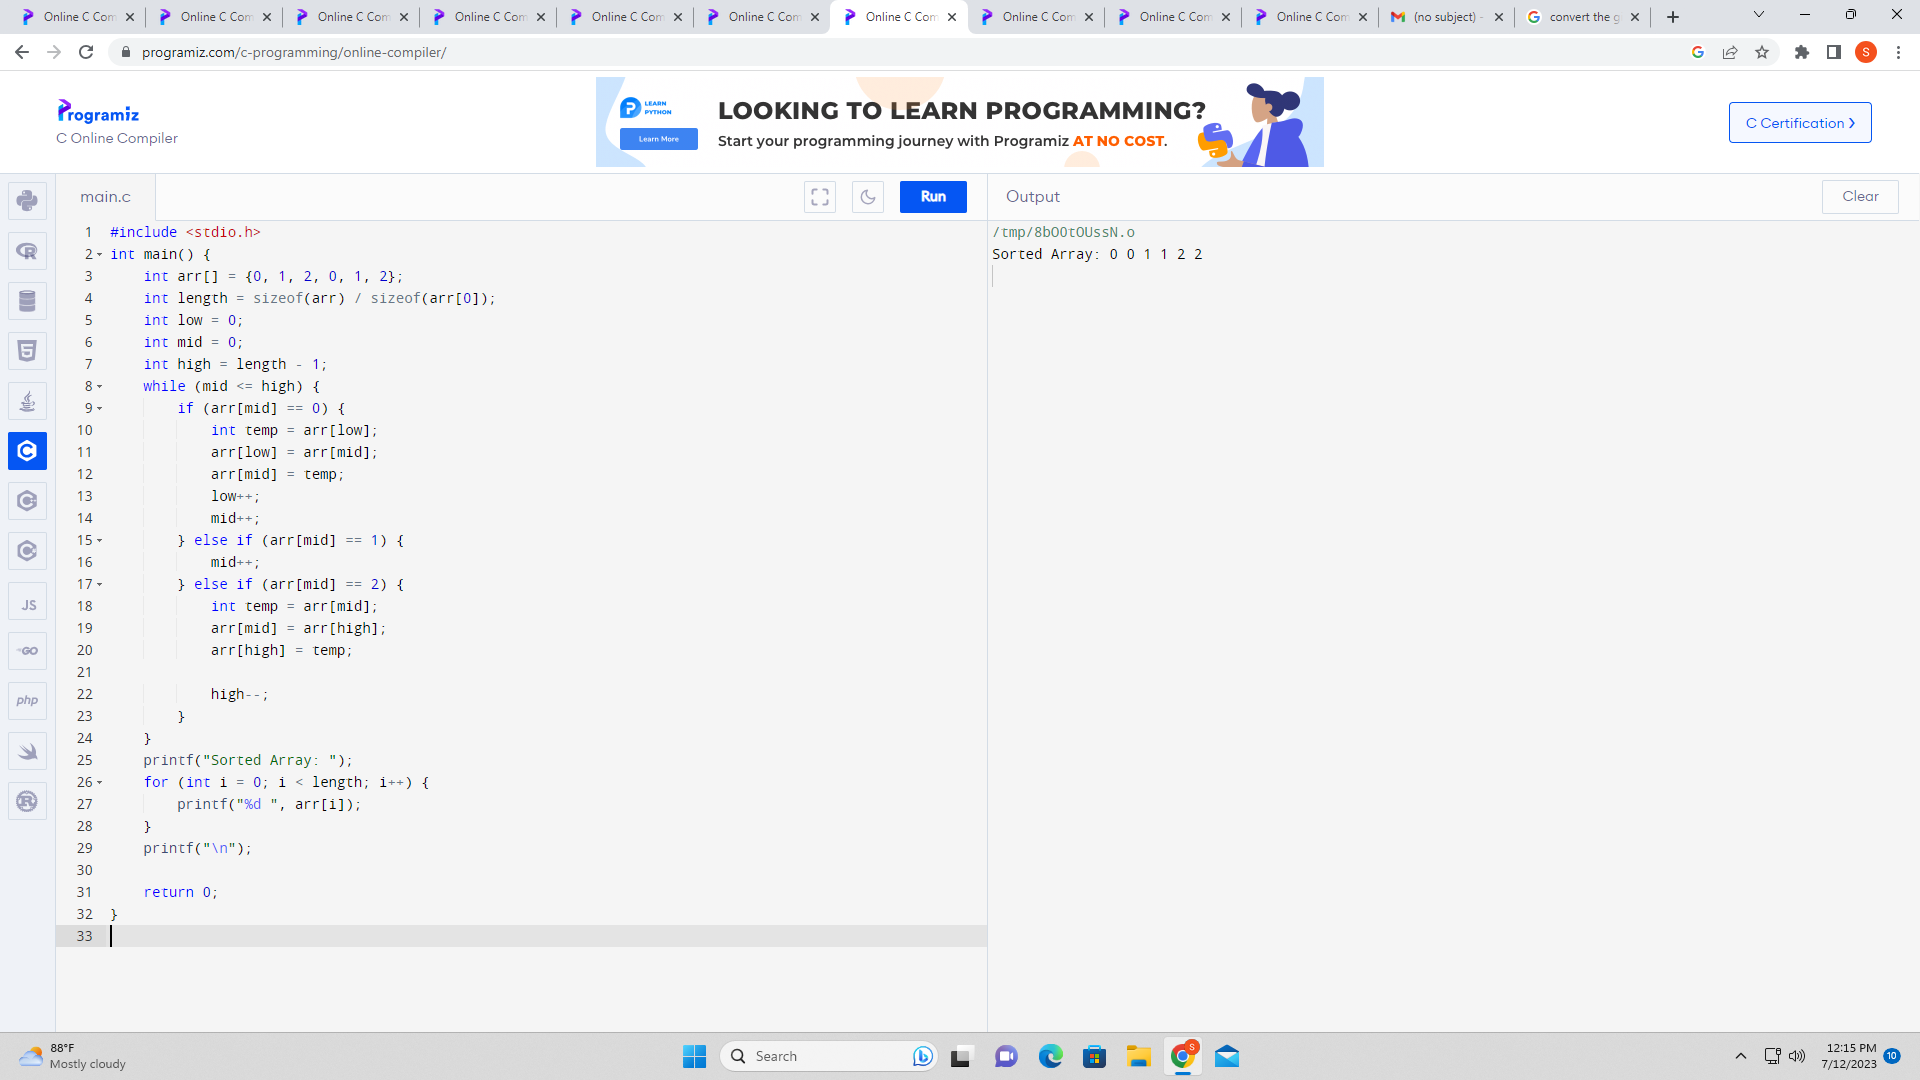 Online C Com Online C Com Online C Com Online C Com Online C Com Online C Com Online C Com Online C Com Online C Com Online C Com (no subject) - convert the g
programiz.com/c-programming/online-compiler/
S
Programiz
C Online Compiler
LEARN PYTHON
Learn More
LOOKING TO LEARN PROGRAMMING?
Start your programming journey with Programiz AT NO COST.
C Certification
main.c
Run
Output
Clear
1 #include <stdio.h>
2 int main() {
3 int arr[] = {0, 1, 2, 0, 1, 2};
4 int length = sizeof(arr) / sizeof(arr[0]);
5 int low = 0;
6 int mid = 0;
7 int high = length - 1;
8 while (mid <= high) {
9 if (arr[mid] == 0) {
10 int temp = arr[low];
11 arr[low] = arr[mid];
12 arr[mid] = temp;
13 low++;
14 mid++;
15 } else if (arr[mid] == 1) {
16 mid++;
17 } else if (arr[mid] == 2) {
18 int temp = arr[mid];
19 arr[mid] = arr[high];
20 arr[high] = temp;
21
22 high--;
23 }
24 }
25 printf("Sorted Array: ");
26 for (int i = 0; i < length; i++) {
27 printf("%d ", arr[i]);
28 }
29 printf("\n");
30
31 return 0;
32 }
33
/tmp/8bOOtOUssN.o
Sorted Array: 0 0 1 1 2 2
JS
GO
php
88°F
Mostly cloudy
Search
S
12:15 PM
7/12/2023
10